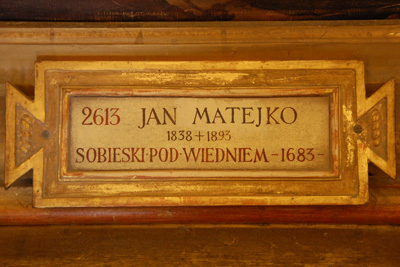 2613 JAN MATEJKO
1838+1893
SOBIESKI·POD·WIEDNIEM-1683-